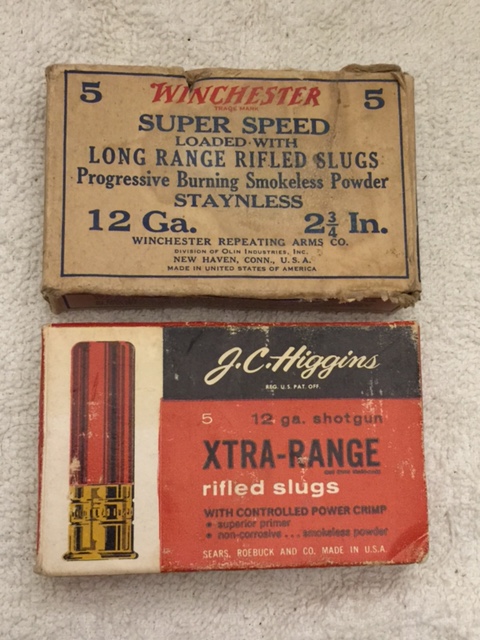 5 WINCHESTER 5
TRADE MARK
SUPER SPEED
LOADED WITH
LONG RANGE RIFLED SLUGS
Progressive Burning Smokeless Powder
STAYNLESS
12 Ga. 2 3/4 In.
WINCHESTER REPEATING ARMS CO.
DIVISION OF OLIN INDUSTRIES, INC.
NEW HAVEN, CONN., U.S.A.
MADE IN UNITED STATES OF AMERICA
J.C. Higgins
REG. U.S. PAT. OFF.
5 12 ga. shotgun
XTRA-RANGE
rifled slugs
WITH CONTROLLED POWER CRIMP
• superior primer
• non-corrosive ... smokeless powder
SEARS, ROEBUCK AND CO. MADE IN U.S.A.